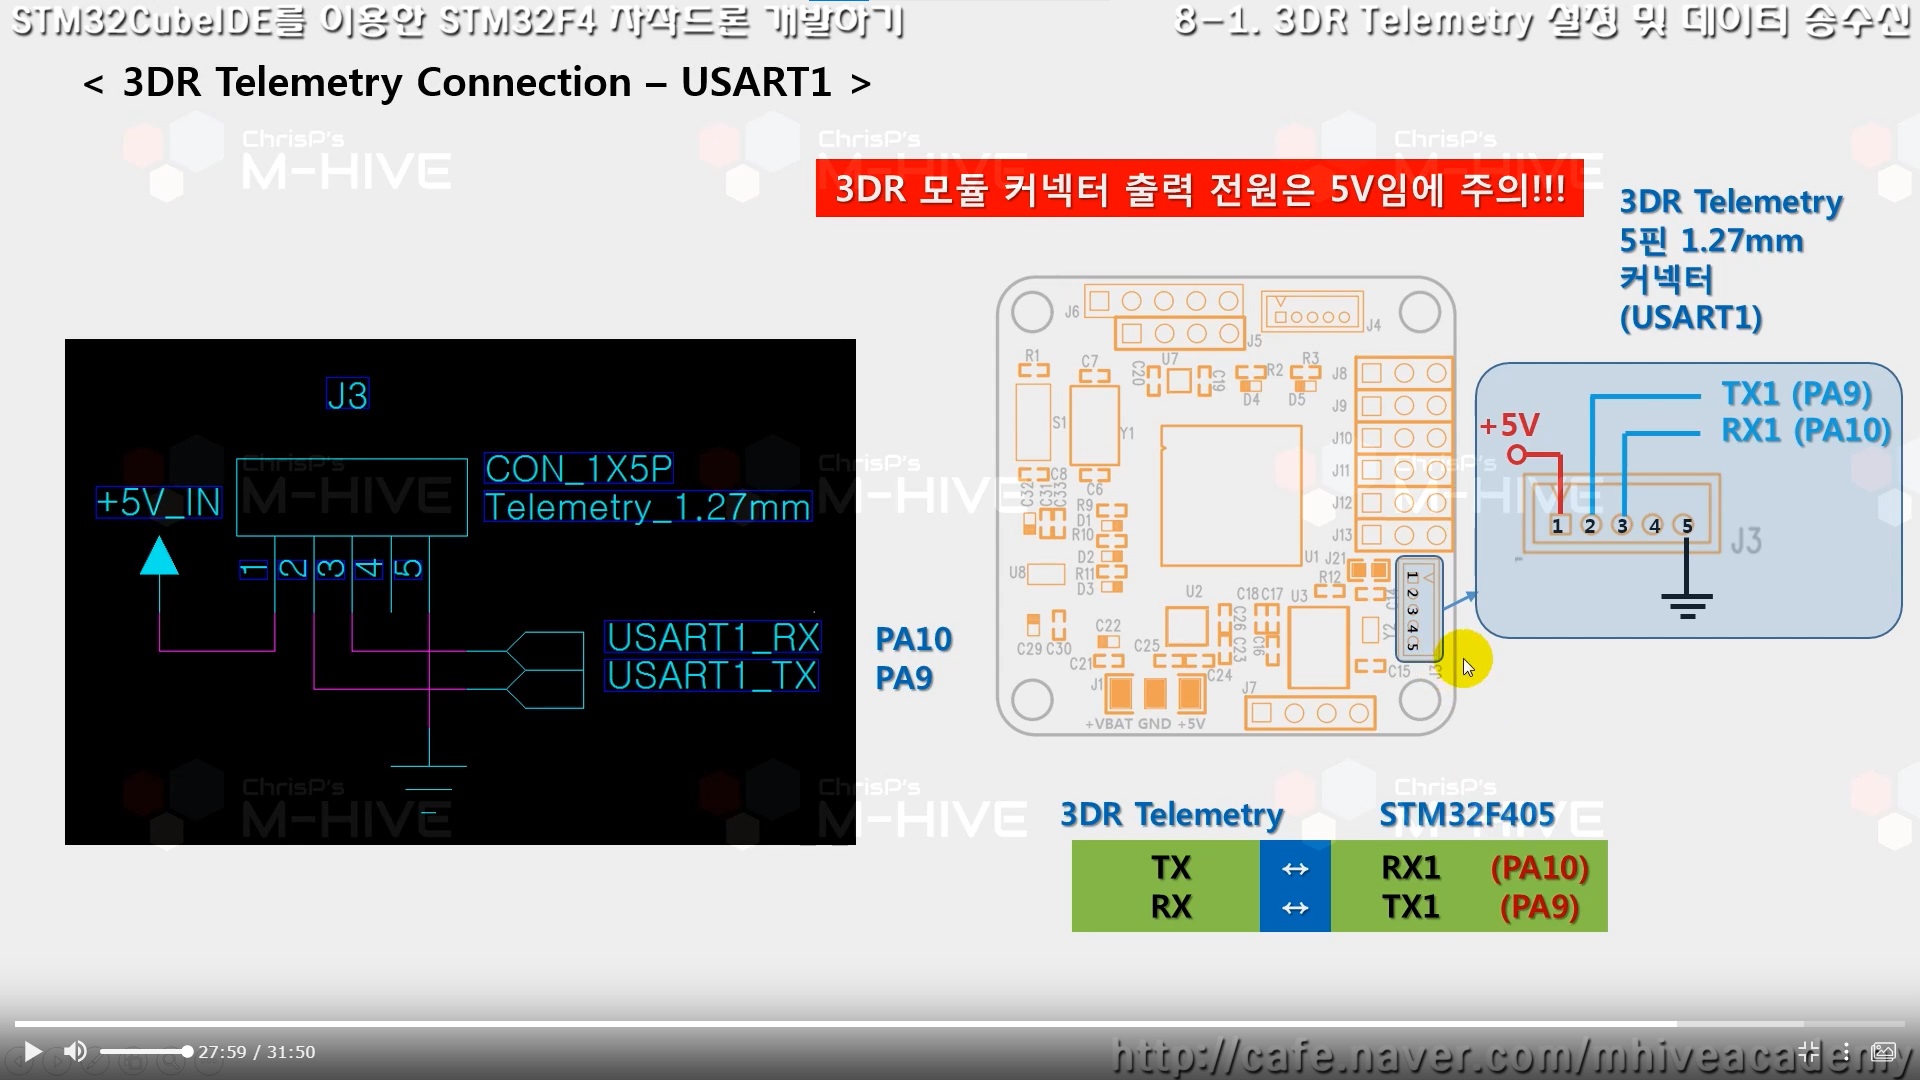 STM32CubeIDE를 이용한 STM32F4 자작드론 개발하기
8-1. 3DR Telemetry 설정 및 데이터 송수신
< 3DR Telemetry Connection – USART1 >
ChrisP's M-HIVE
ChrisP's
ChrisP's
3DR 모듈 커넥터 출력 전원은 5V임에 주의!!!
3DR Telemetry
5핀 1.27mm
커넥터
(USART1)
J3
CON_1X5P
Telemetry_1.27mm
+5V_IN
1 2 3 4 5
USART1_RX
USART1_TX
PA10
PA9
J6
J4
J5
R1
C7
C20
U7
C19
R2
R3
D4
D5
J8
J9
J10
J11
J12
J13
S1
Y1
C8
C6
C32
C31
C33
R9
D1
R10
D2
R11
D3
U8
U1
J21
R12
C29 C30
C22
C21
C25
U2
C26
C23
C24
C18 C17
C16
U3
Y2
C15
J1
J7
+VBAT GND +5V
1 2 3 4 5
TX1 (PA9)
RX1 (PA10)
+5V
1 2 3 4 5
J3
3DR Telemetry
STM32F405
TX ↔ RX1 (PA10)
RX ↔ TX1 (PA9)
ChrisP's
M-HIVE
ChrisP's
M-HIVE
ChrisP's
M-HIVE
27:59 / 31:50
http://cafe.naver.com/mhiveacademy